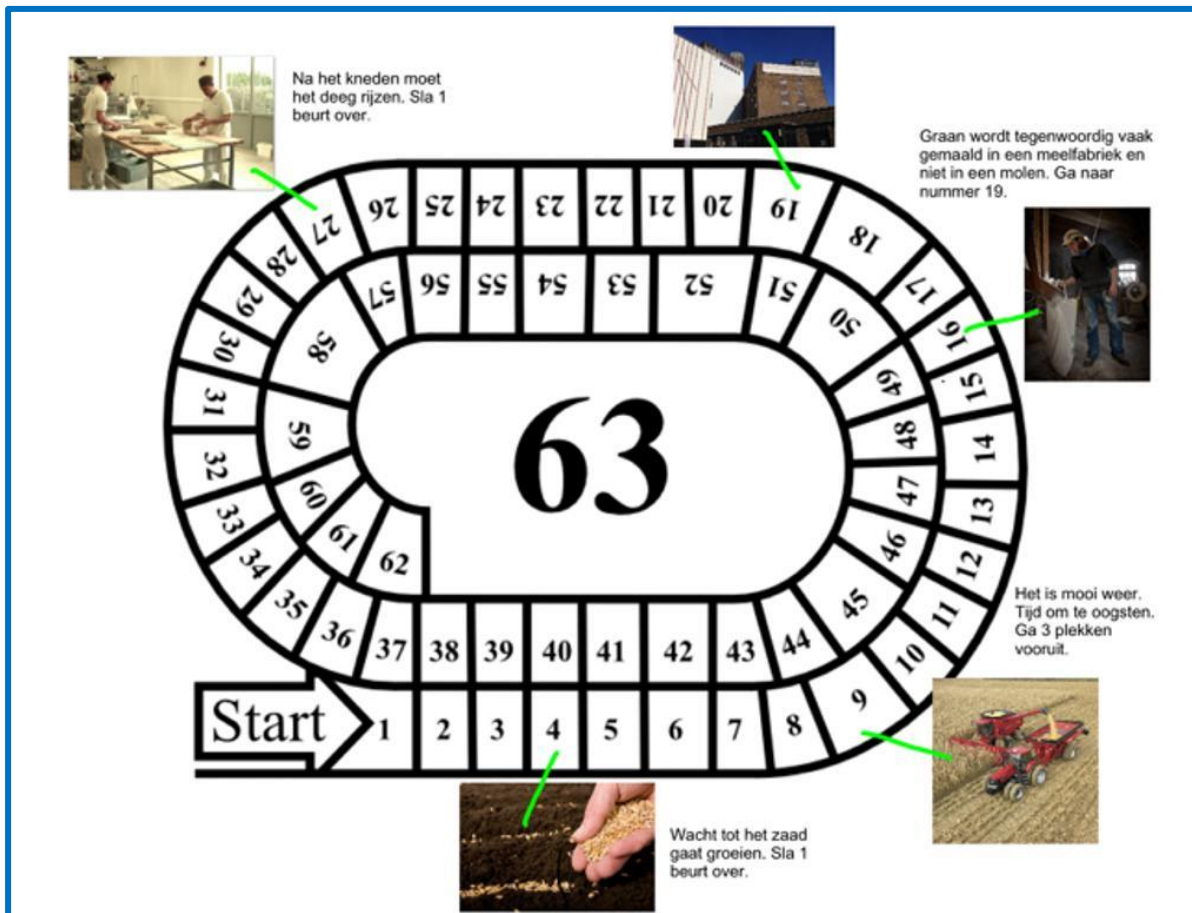 Na het kneden moet
het deeg rijzen. Sla 1
beurt over.
Graan wordt tegenwoordig vaak
gemaald in een meelfabriek en
niet in een molen. Ga naar
nummer 19.
27 26 25 24 23 22 21 20 19 18
28 17
29 16
30 15
31 14
32 13
33 12
34 11
35 10
36 9
57 56 55 54 53 52 51
58 50
59 49
60 48
61 47
62 46
45
63
37 38 39 40 41 42 43 44
Start 1 2 3 4 5 6 7 8
Het is mooi weer.
Tijd om te oogsten.
Ga 3 plekken
vooruit.
Wacht tot het zaad
gaat groeien. Sla 1
beurt over.